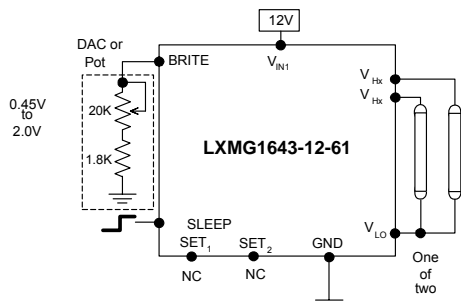 12V
DAC or
Pot
BRITE
V_IN1
V_Hx
V_Hx
0.45V
to
2.0V
20K
1.8K
LXMG1643-12-61
SLEEP
SET_1
SET_2
GND
V_LO
NC
NC
One of
two